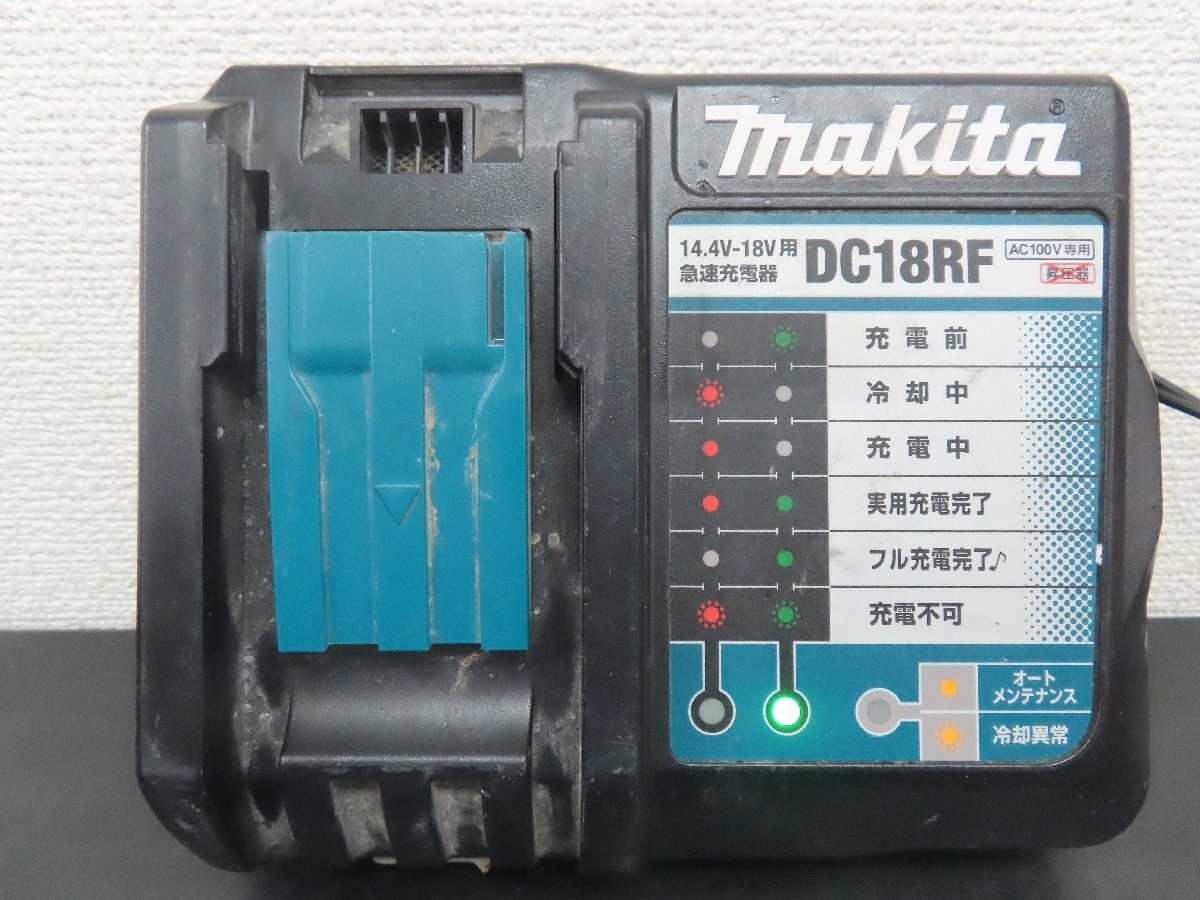 makita®
14.4V-18V用
急速充電器
DC18RF
AC100V専用
昇圧器
充電前
冷却中
充電中
実用充電完了
フル充電完了♪
充電不可
オート
メンテナンス
冷却異常